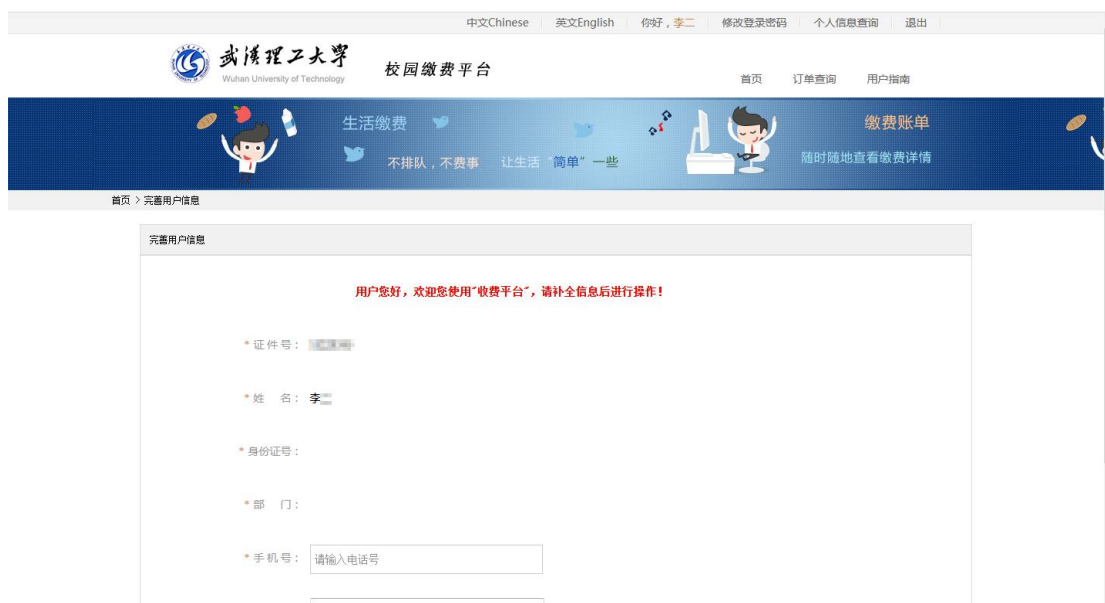 中文Chinese 英文English 你好，李二 修改登录密码 个人信息查询 退出
武汉理工大学
Wuhan University of Technology
校园缴费平台
首页 订单查询 用户指南
生活缴费
不排队，不费事 让生活“简单”一些
缴费账单
随时随地查看缴费详情
首页 > 完善用户信息
完善用户信息
用户您好，欢迎您使用"收费平台"，请补全信息后进行操作！
* 证件号：
* 姓 名：李
* 身份证号：
* 部 门：
* 手机号：请输入电话号